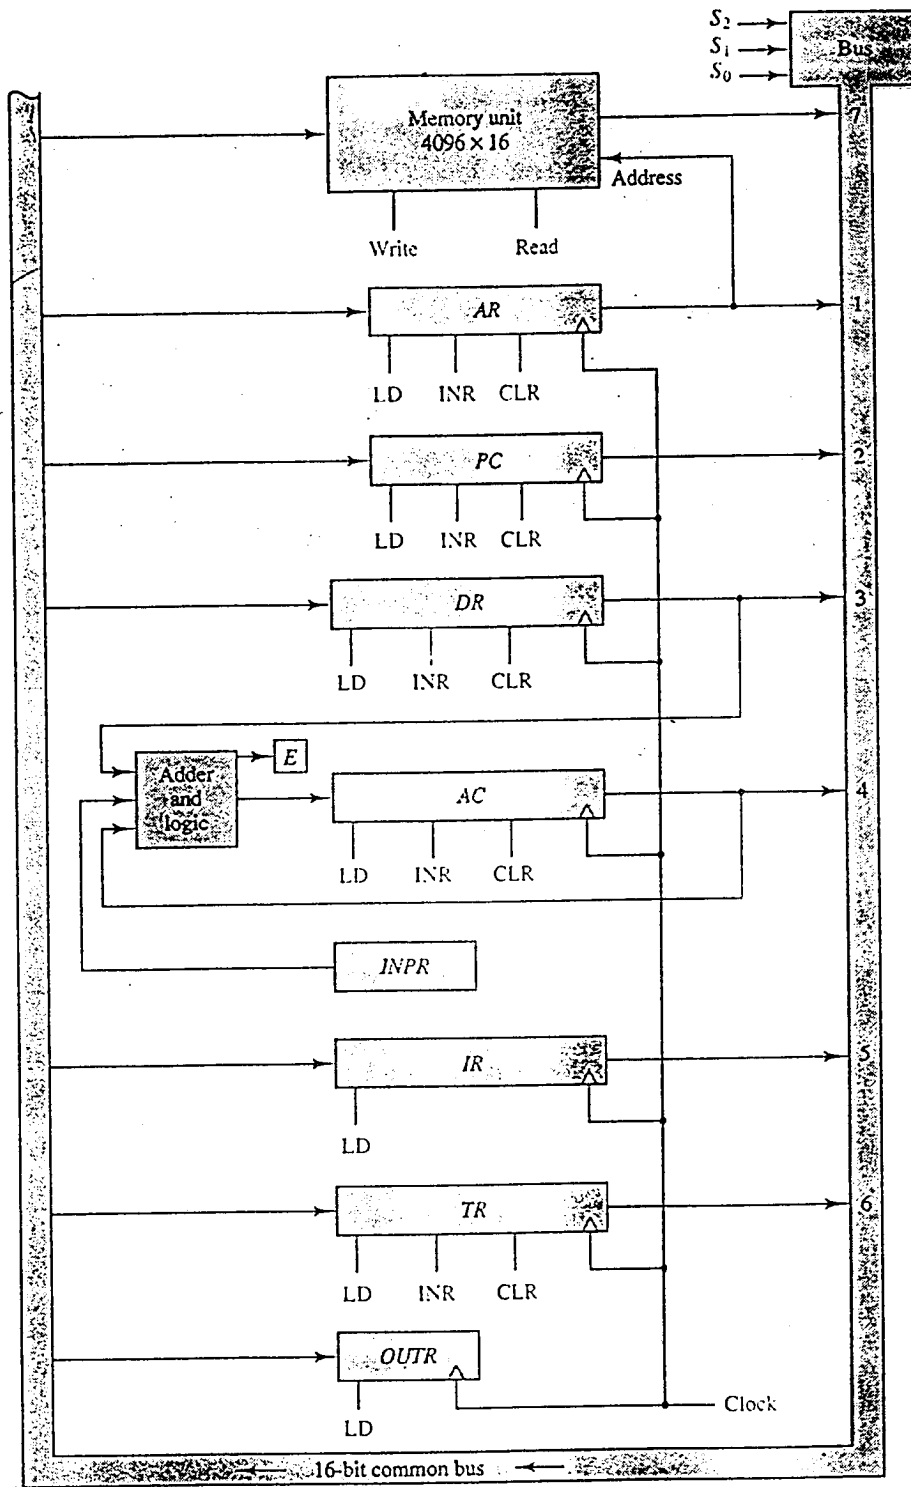 S2
S1
S0
Bus
Memory unit
4096 × 16
7
Address
Write Read
AR
1
LD INR CLR
PC
2
LD INR CLR
DR
3
LD INR CLR
Adder
and
logic
E
AC
4
LD INR CLR
INPR
IR
5
LD
TR
6
LD INR CLR
OUTR
LD
Clock
16-bit common bus